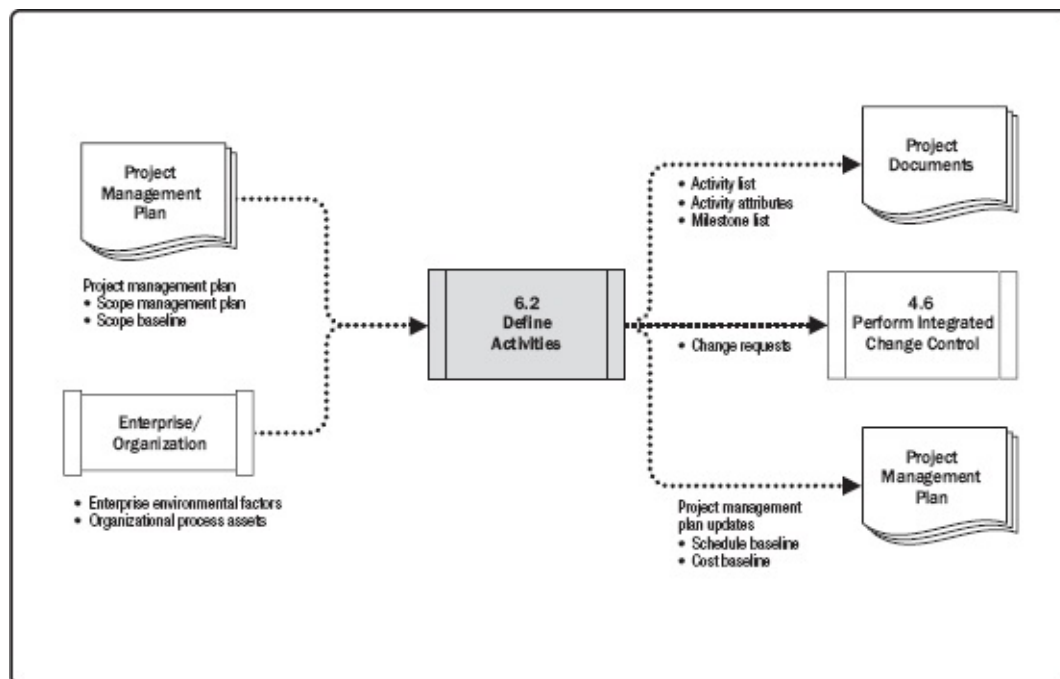 Project
Management
Plan
Project management plan
• Scope management plan
• Scope baseline
Enterprise/
Organization
• Enterprise environmental factors
• Organizational process assets
6.2
Define
Activities
Project
Documents
• Activity list
• Activity attributes
• Milestone list
4.6
Perform Integrated
Change Control
• Change requests
Project
Management
Plan
Project management
plan updates
• Schedule baseline
• Cost baseline